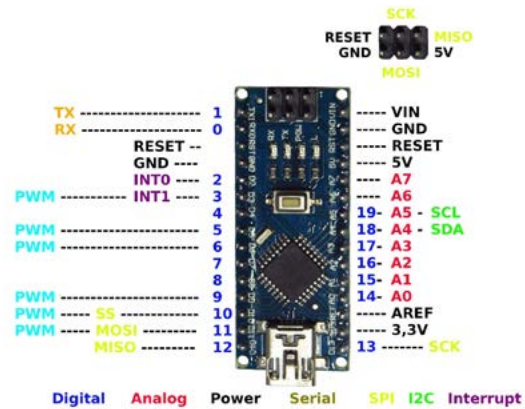 SCK
RESET MISO
GND 5V
MOSI
TX 1 VIN
RX 0 GND
RESET RESET
GND 5V
INT0 2 A7
PWM INT1 3 A6
4 19 A5 SCL
PWM 5 18 A4 SDA
PWM 6 17 A3
7 16 A2
8 15 A1
PWM 9 14 A0
PWM SS 10 AREF
PWM MOSI 11 3,3V
MISO 12 13 SCK
Digital Analog Power Serial SPI I2C Interrupt